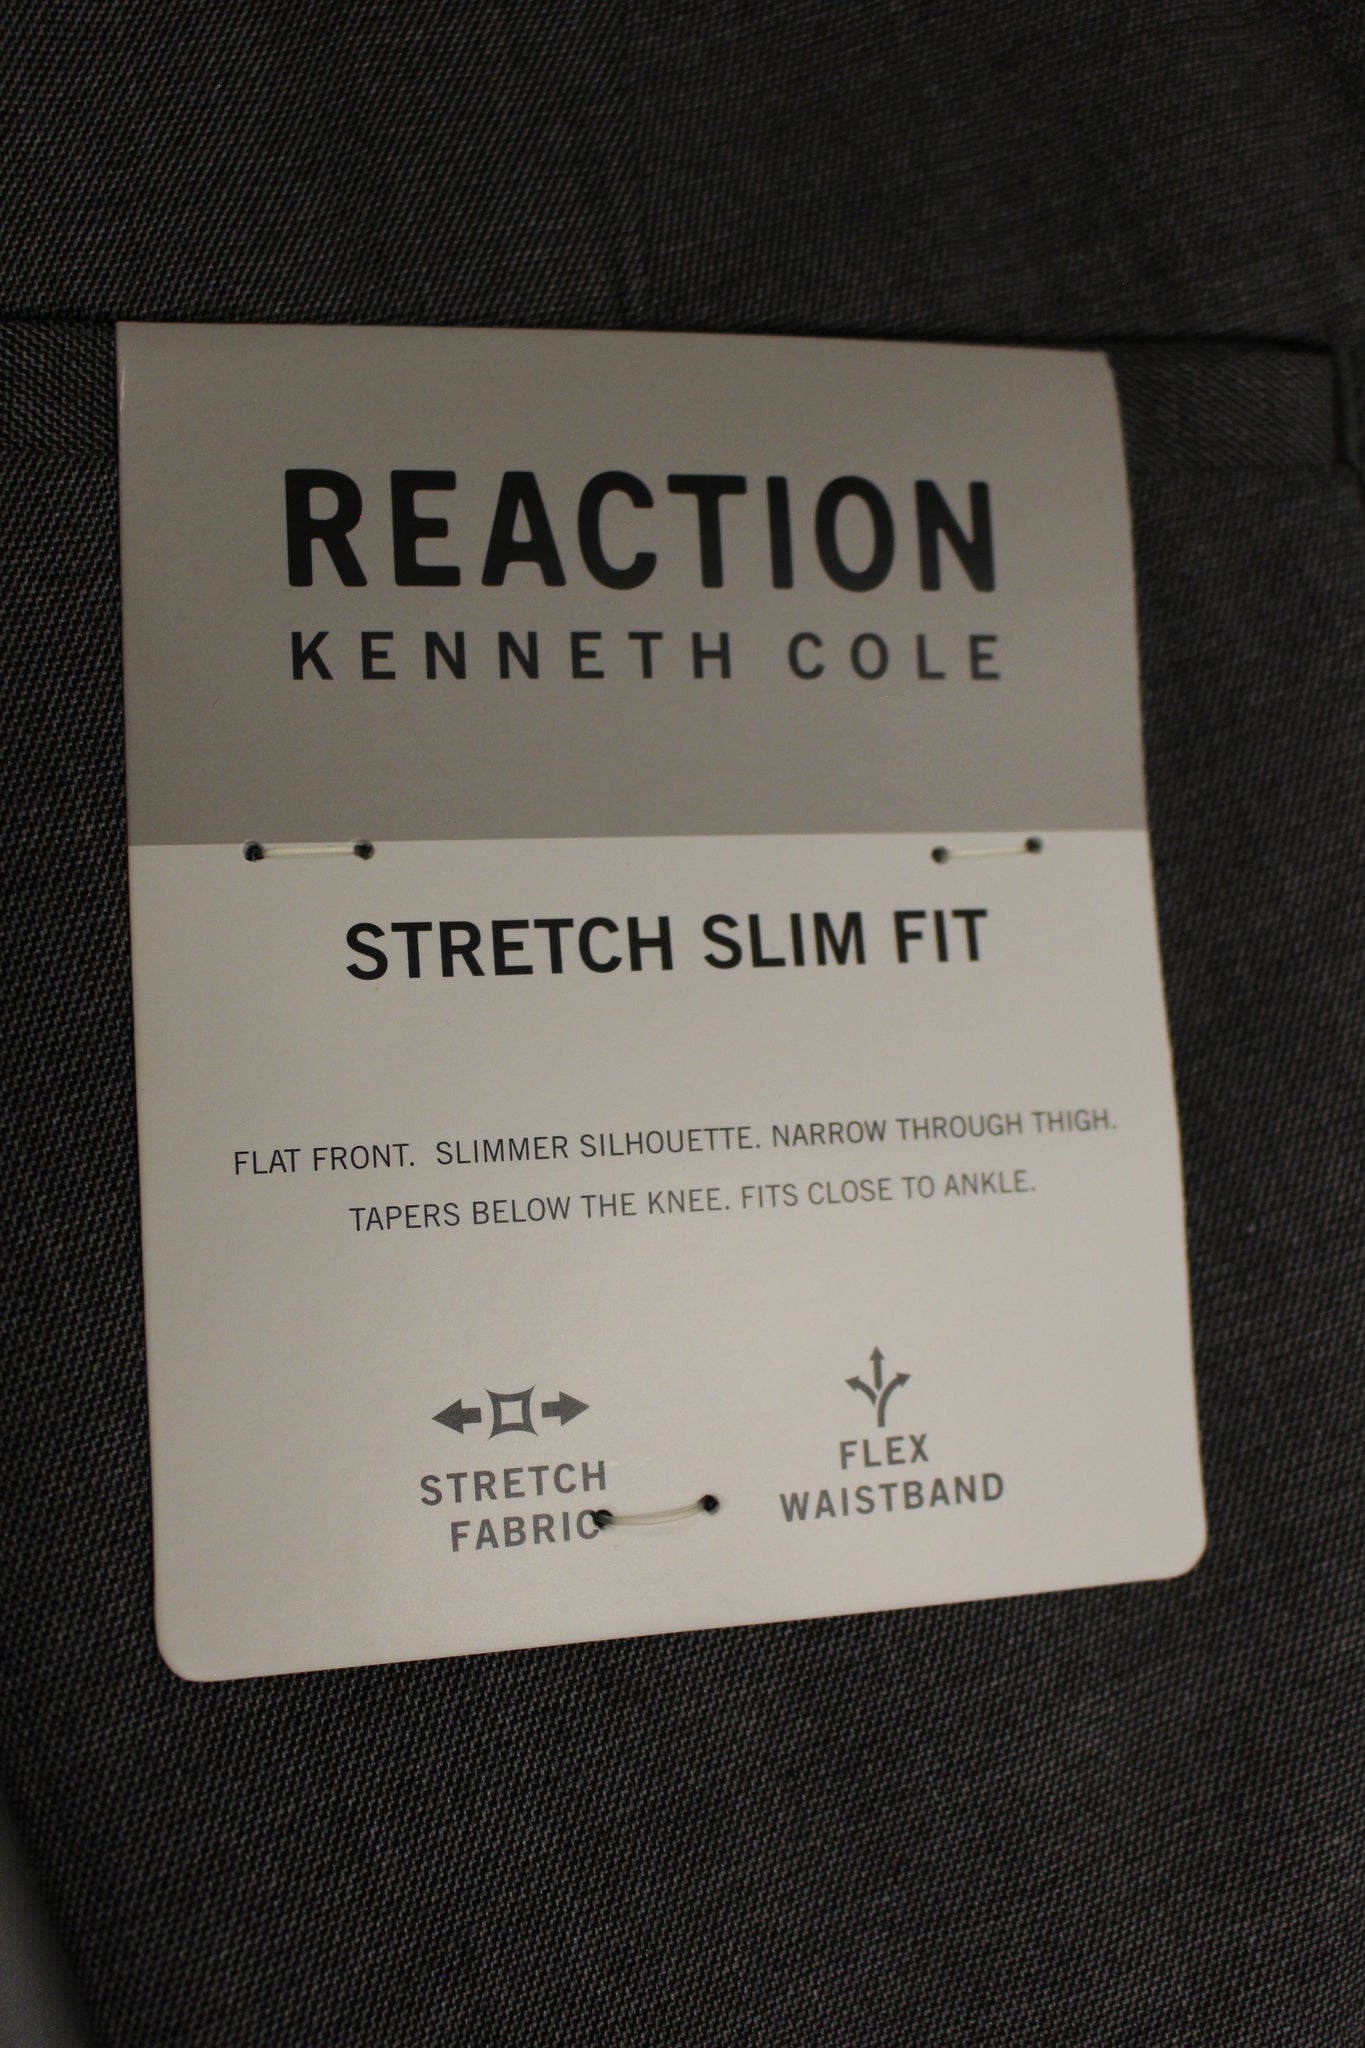 REACTION
KENNETH COLE
STRETCH SLIM FIT
FLAT FRONT. SLIMMER SILHOUETTE. NARROW THROUGH THIGH.
TAPERS BELOW THE KNEE. FITS CLOSE TO ANKLE.
STRETCH
FABRIC
FLEX
WAISTBAND